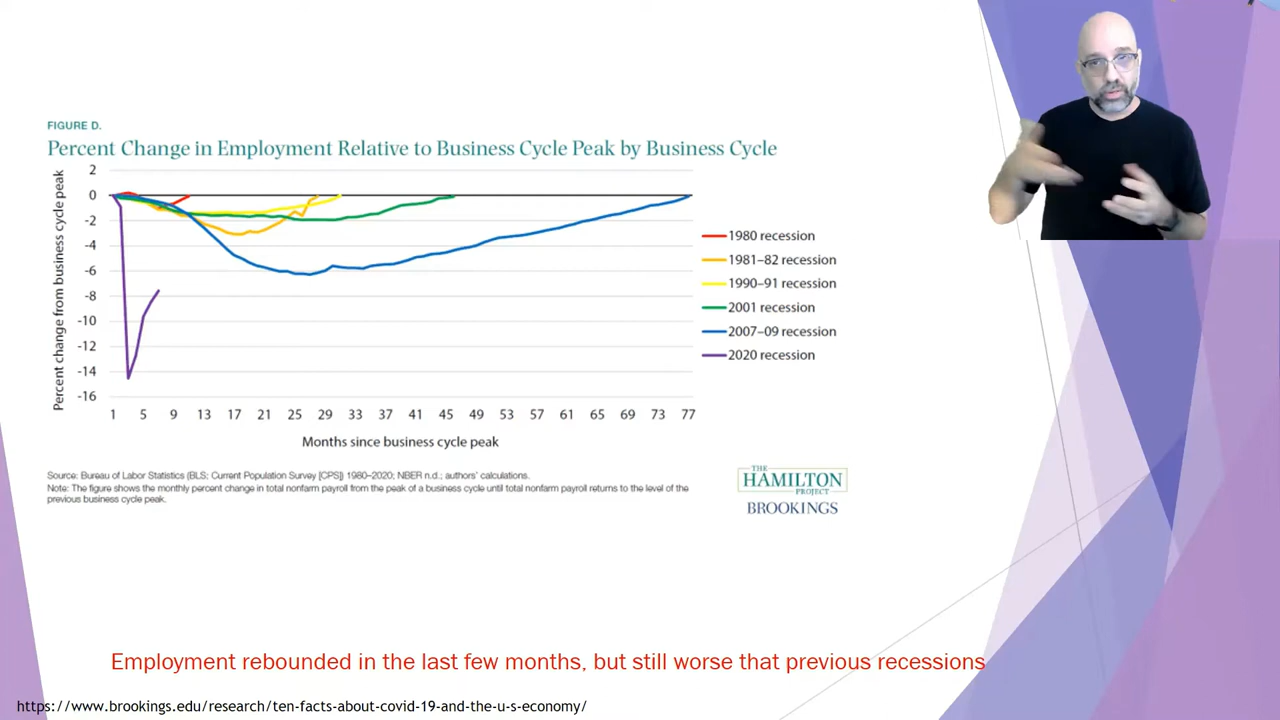 FIGURE D.
Percent Change in Employment Relative to Business Cycle Peak by Business Cycle
Percent change from business cycle peak
2
0
-2
-4
-6
-8
-10
-12
-14
-16
1 5 9 13 17 21 25 29 33 37 41 45 49 53 57 61 65 69 73 77
Months since business cycle peak
1980 recession
1981–82 recession
1990–91 recession
2001 recession
2007–09 recession
2020 recession
Source: Bureau of Labor Statistics (BLS; Current Population Survey [CPS]) 1980–2020; NBER n.d.; authors' calculations.
Note: The figure shows the monthly percent change in total nonfarm payroll from the peak of a business cycle until total nonfarm payroll returns to the level of the
previous business cycle peak.
THE
HAMILTON
PROJECT
BROOKINGS
Employment rebounded in the last few months, but still worse that previous recessions
https://www.brookings.edu/research/ten-facts-about-covid-19-and-the-u-s-economy/